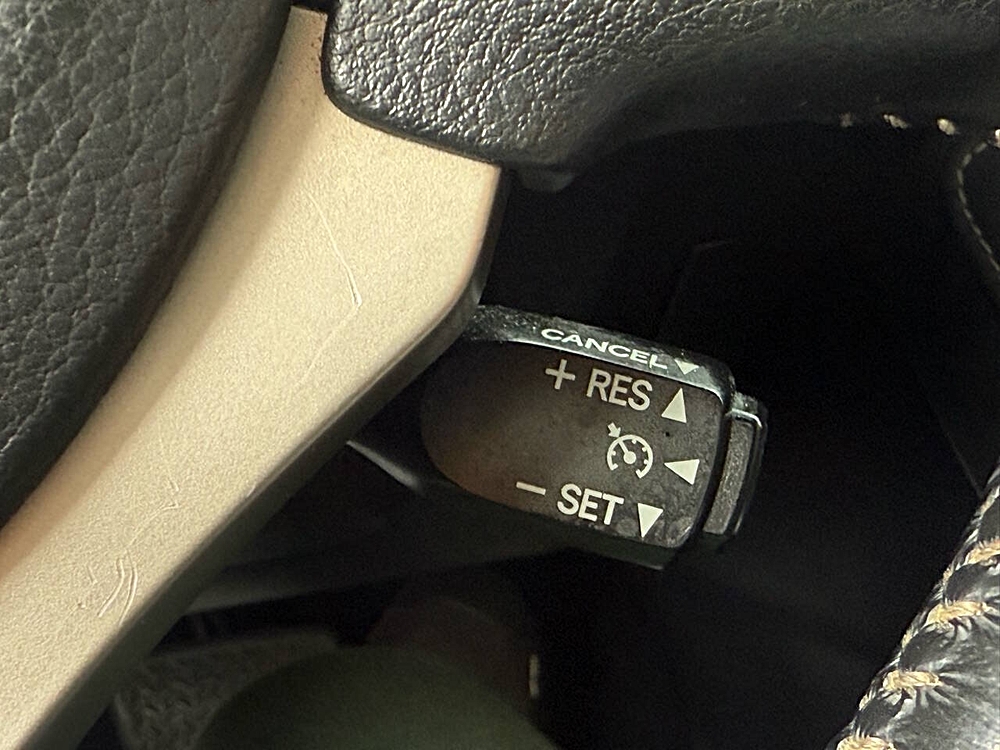 CANCEL ▼
+ RES ▲
◀
− SET ▼